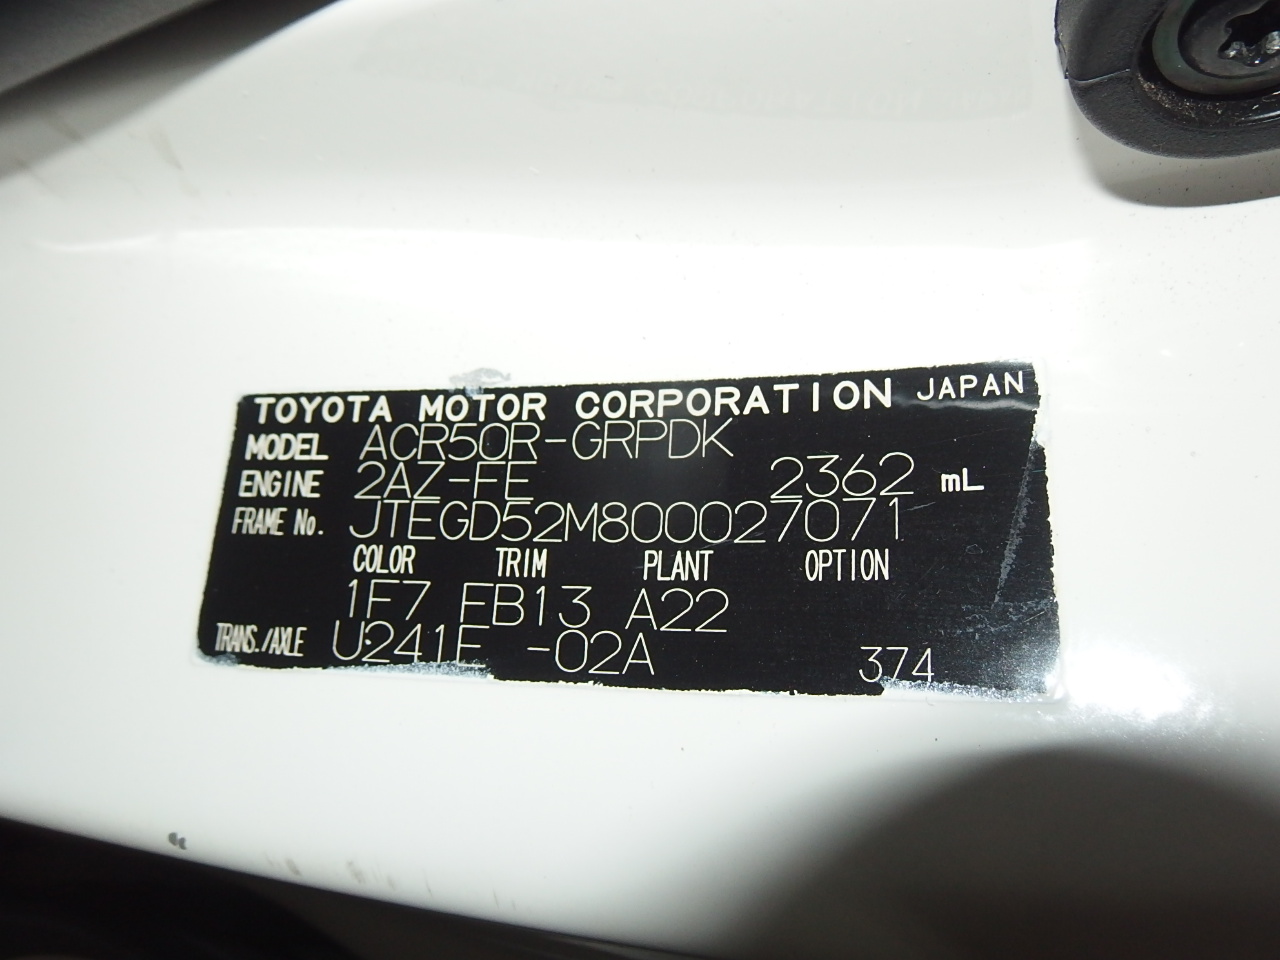 TOYOTA MOTOR CORPORATION JAPAN
MODEL ACR50R-GRPDK
ENGINE 2AZ-FE 2362 mL
FRAME No. JTEGD52M800027071
COLOR TRIM PLANT OPTION
1F7 EB13 A22
TRANS./AXLE U241E -02A 374